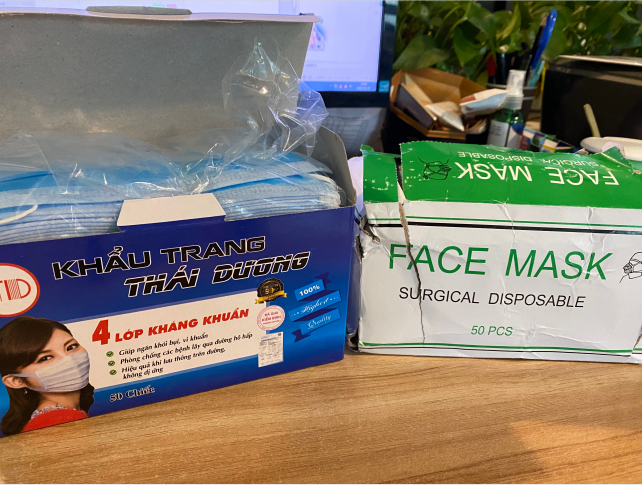 KHẨU TRANG
THÁI DƯƠNG
TD
4 LỚP KHÁNG KHUẨN
Giúp ngăn khói bụi, vi khuẩn
Phòng chống các bệnh lây qua đường hô hấp
Hiệu quả khi lưu thông trên đường,
không dị ứng
50 Chiếc
100%
Highest
Quality
FACE MASK
SURGICAL DISPOSABLE
FACE MASK
SURGICAL DISPOSABLE
50 PCS